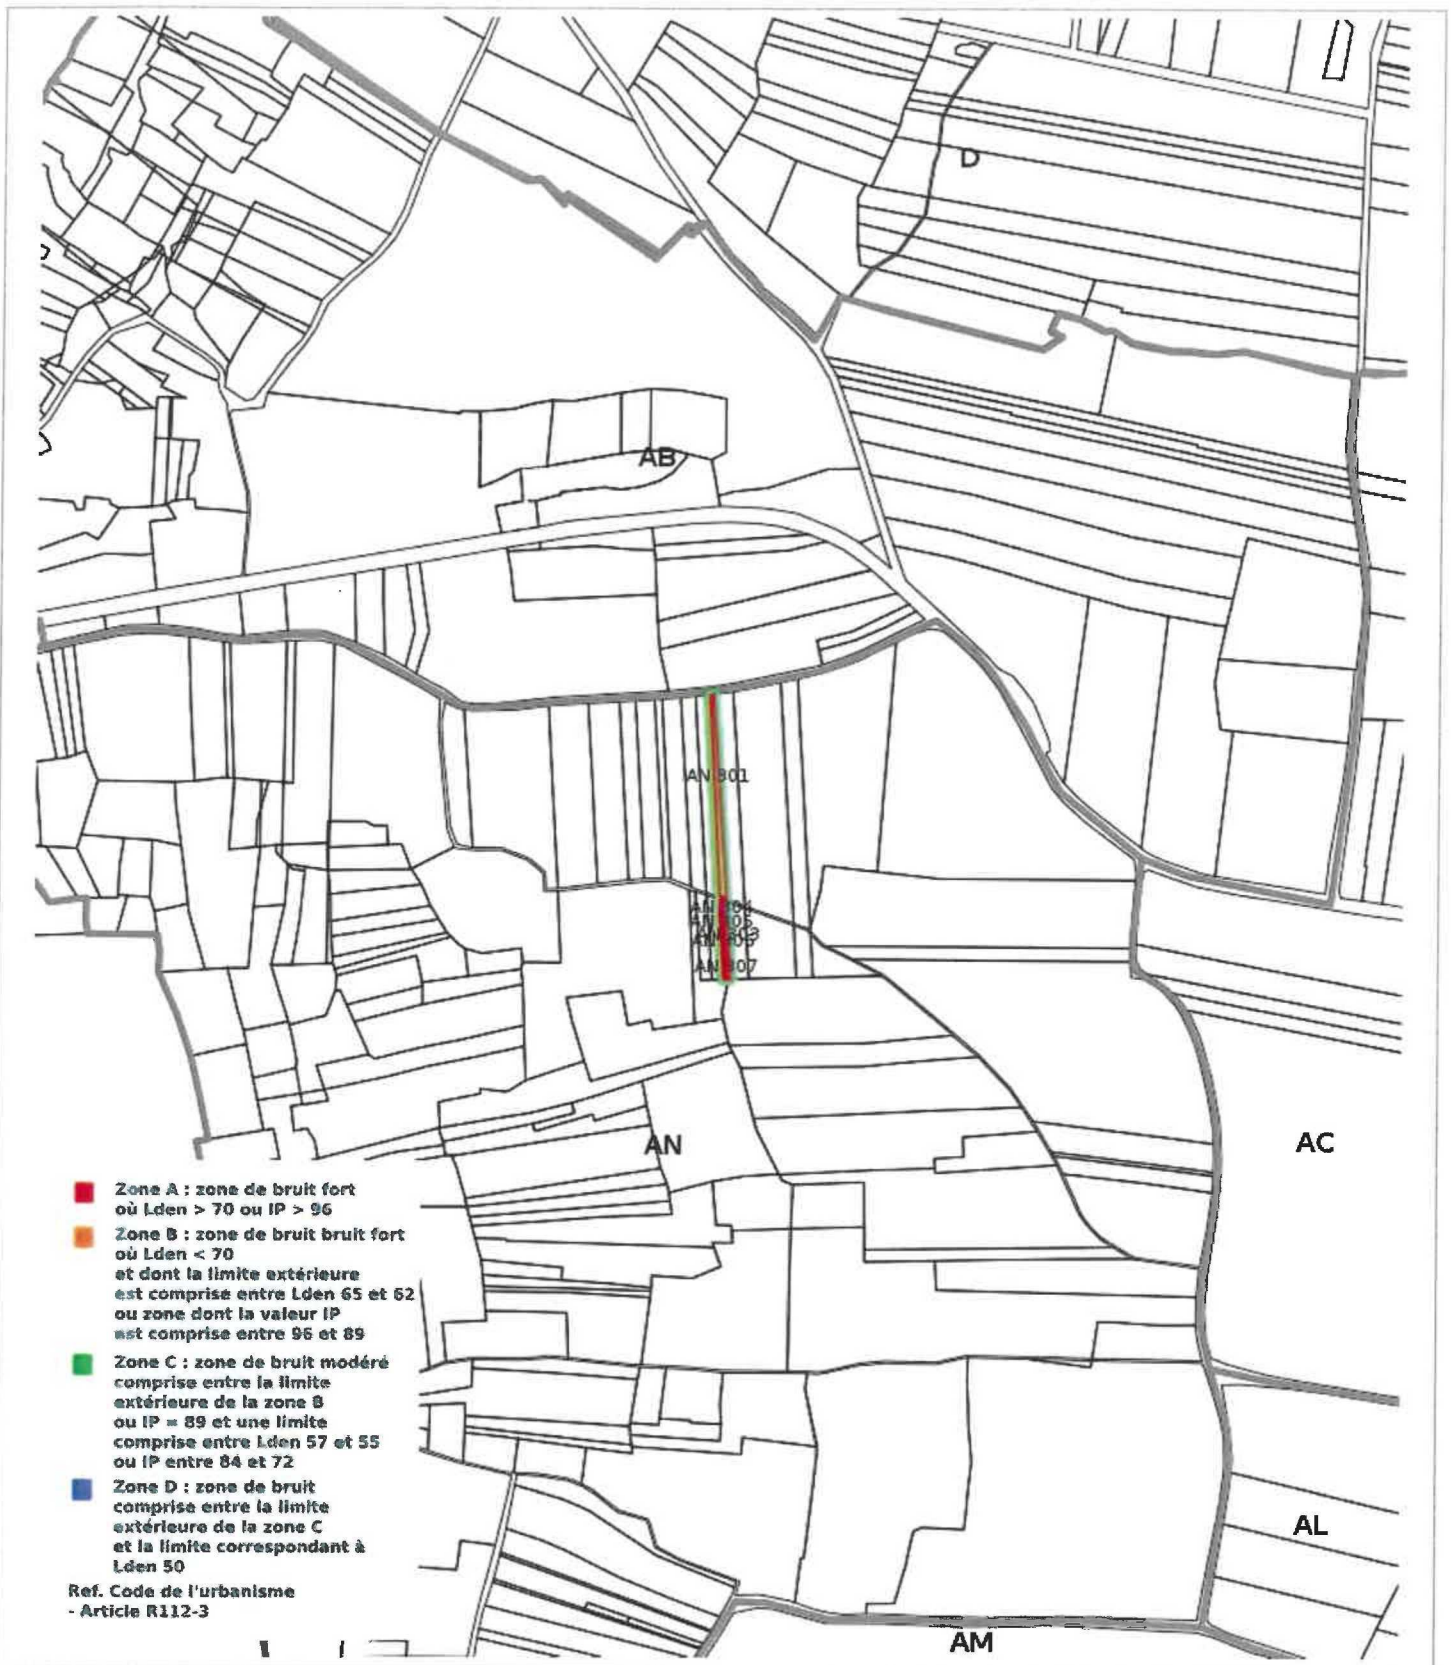 D
AB
AN 301
AN 307
AN
AC
Zone A : zone de bruit fort
où Lden > 70 ou IP > 96
Zone B : zone de bruit bruit fort
où Lden < 70
et dont la limite extérieure
est comprise entre Lden 65 et 62
ou zone dont la valeur IP
est comprise entre 96 et 89
Zone C : zone de bruit modéré
comprise entre la limite
extérieure de la zone B
ou IP = 89 et une limite
comprise entre Lden 57 et 55
ou IP entre 84 et 72
Zone D : zone de bruit
comprise entre la limite
extérieure de la zone C
et la limite correspondant à
Lden 50
AL
Ref. Code de l'urbanisme
- Article R112-3
AM